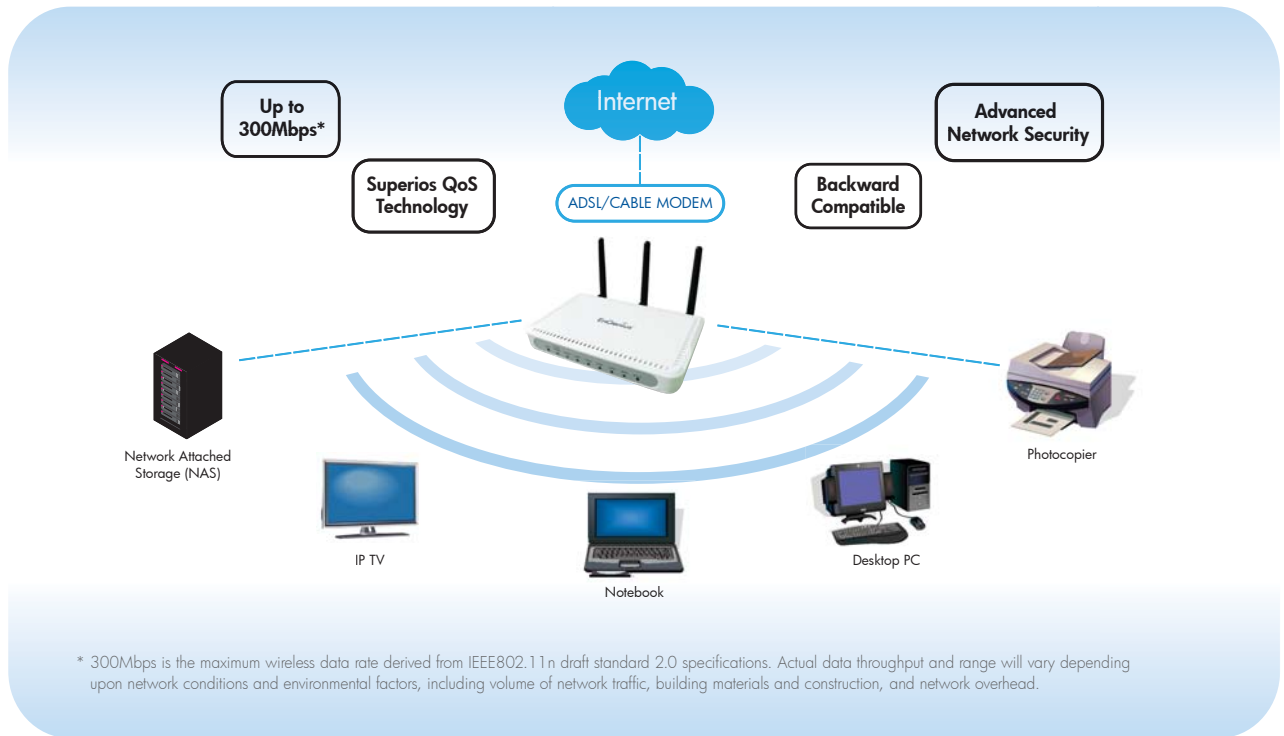 Internet
Up to
300Mbps*
Advanced
Network Security
Superios QoS
Technology
ADSL/CABLE MODEM
Backward
Compatible
EnGenius
Network Attached
Storage (NAS)
Photocopier
IP TV
Desktop PC
Notebook
* 300Mbps is the maximum wireless data rate derived from IEEE802.11n draft standard 2.0 specifications. Actual data throughput and range will vary depending
upon network conditions and environmental factors, including volume of network traffic, building materials and construction, and network overhead.